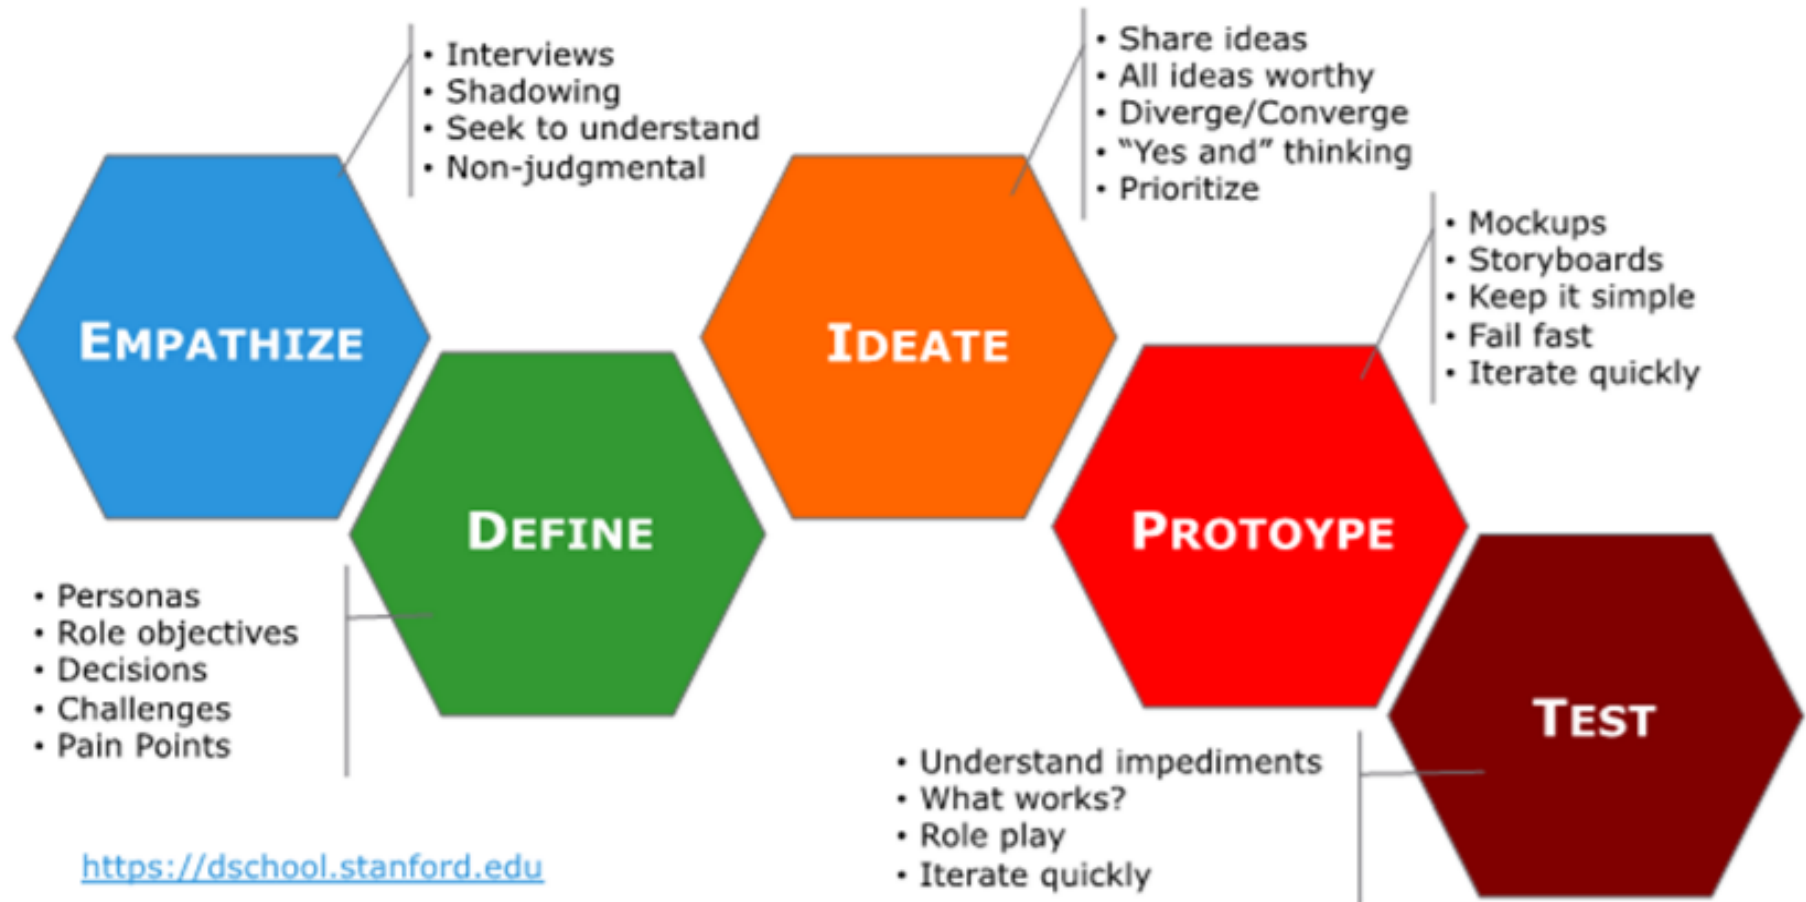 EMPATHIZE
• Interviews
• Shadowing
• Seek to understand
• Non-judgmental
DEFINE
• Personas
• Role objectives
• Decisions
• Challenges
• Pain Points
IDEATE
• Share ideas
• All ideas worthy
• Diverge/Converge
• “Yes and” thinking
• Prioritize
PROTOYPE
• Mockups
• Storyboards
• Keep it simple
• Fail fast
• Iterate quickly
TEST
• Understand impediments
• What works?
• Role play
• Iterate quickly
https://dschool.stanford.edu